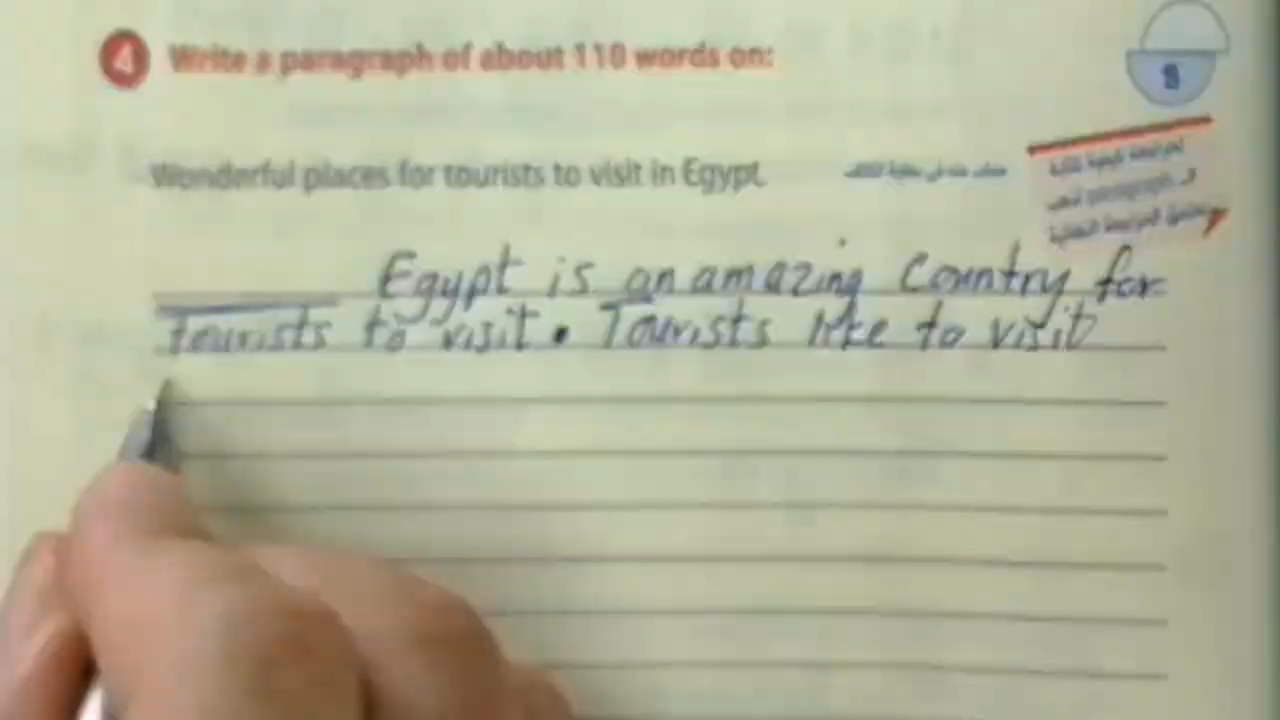 4 Write a paragraph of about 110 words on:
9
Wonderful places for tourists to visit in Egypt.
Egypt is an amazing Country for
tourists to visit. Tourists like to visit